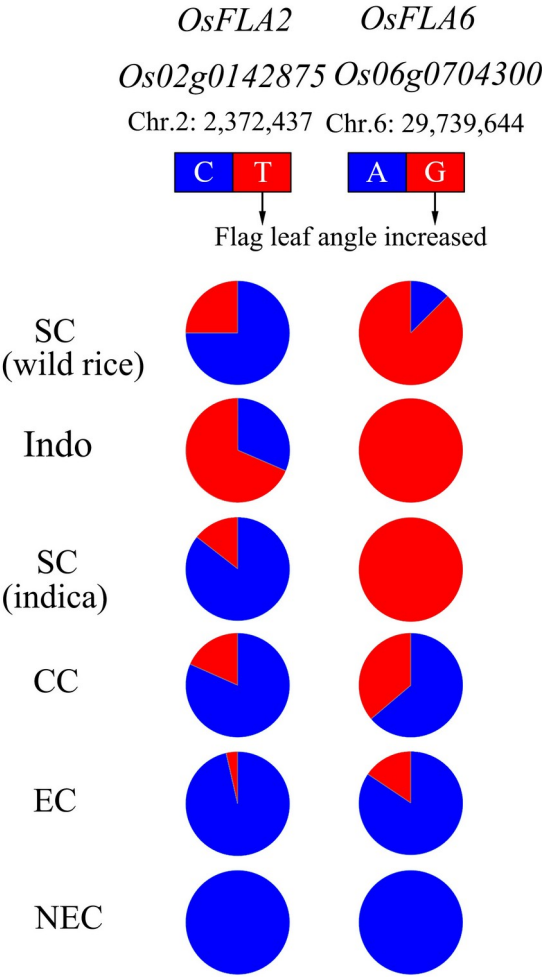 OsFLA2 OsFLA6
Os02g0142875 Os06g0704300
Chr.2: 2,372,437 Chr.6: 29,739,644
C T A G
Flag leaf angle increased
SC
(wild rice)
Indo
SC
(indica)
CC
EC
NEC